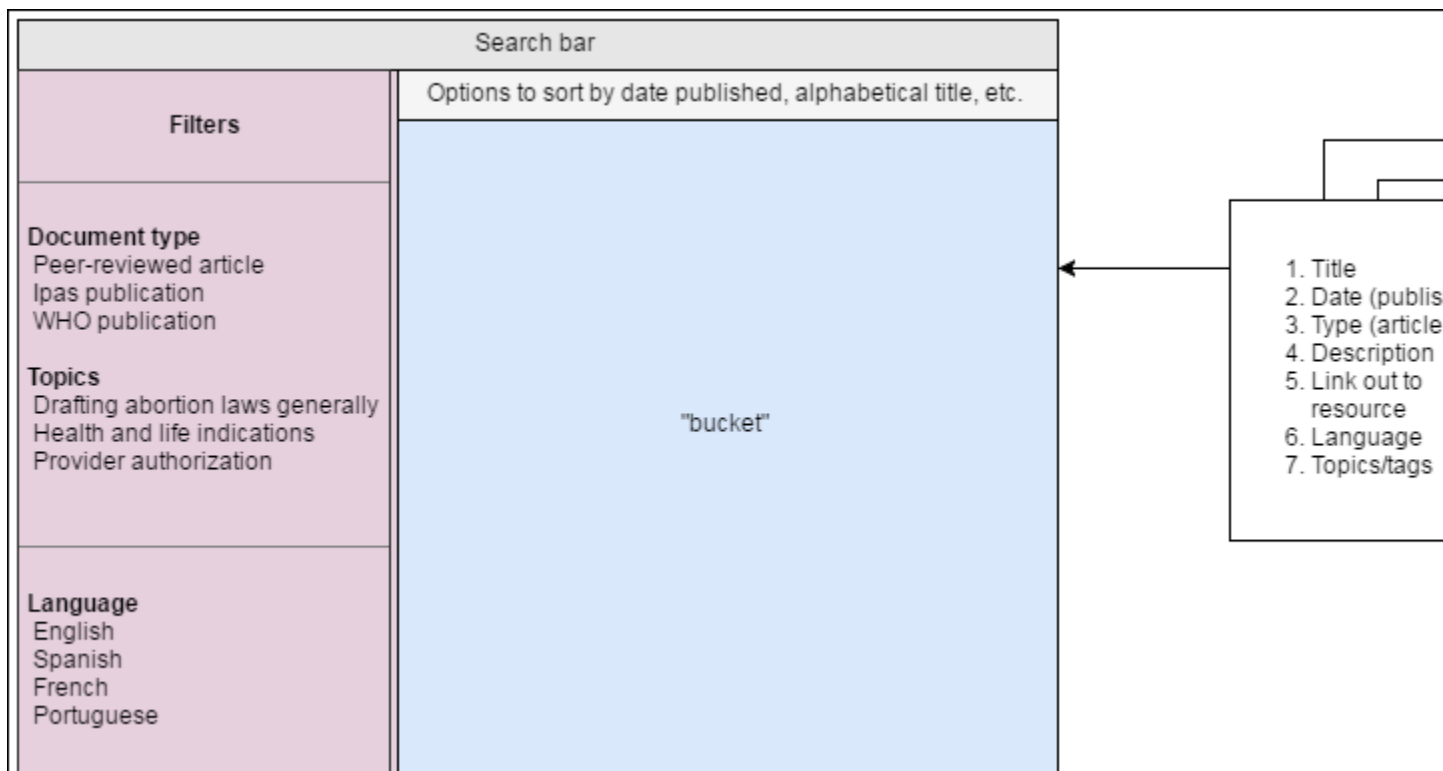 Search bar
Options to sort by date published, alphabetical title, etc.
Filters
Document type
Peer-reviewed article
Ipas publication
WHO publication
Topics
Drafting abortion laws generally
Health and life indications
Provider authorization
Language
English
Spanish
French
Portuguese
"bucket"
1. Title
2. Date (publis
3. Type (article
4. Description
5. Link out to
resource
6. Language
7. Topics/tags